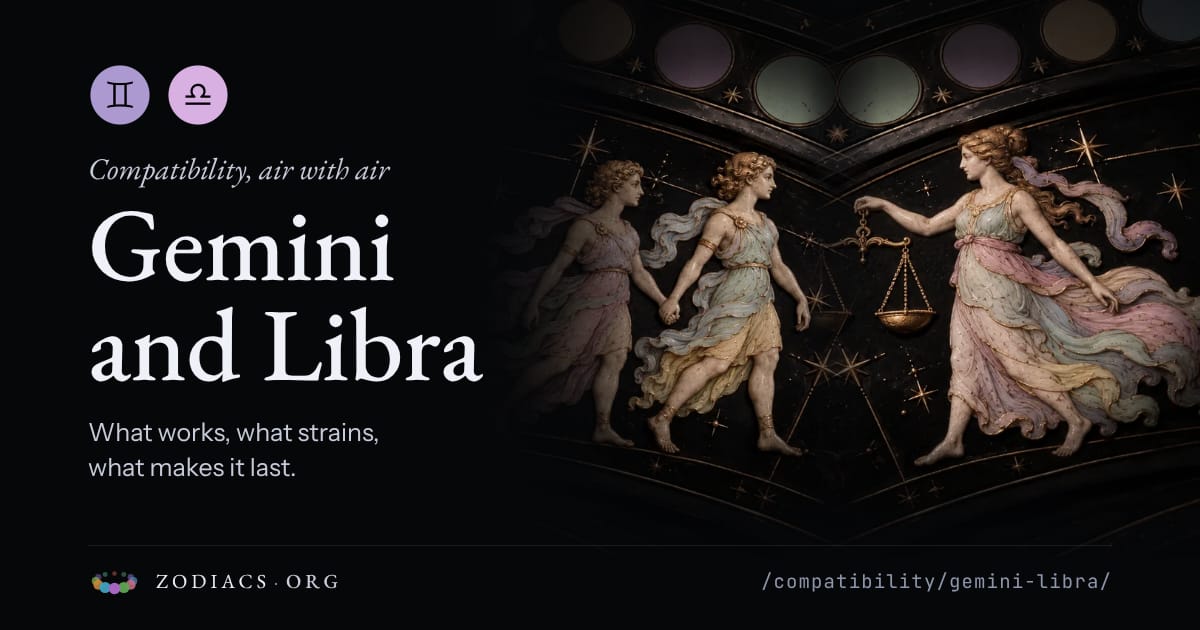 ♊ ♎
Compatibility, air with air
Gemini
and Libra
What works, what strains,
what makes it last.
ZODIACS·ORG
/compatibility/gemini-libra/